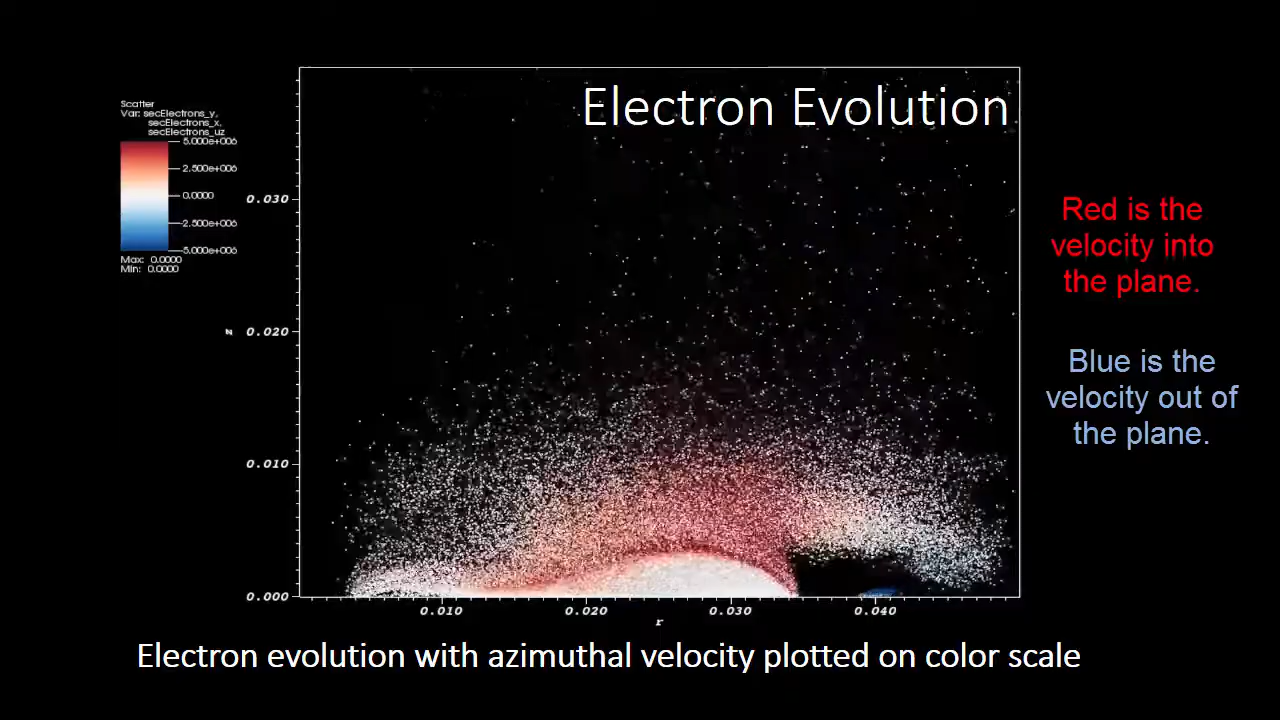 Electron Evolution
Scatter
Var: secElectrons_y,
secElectrons_x,
secElectrons_uz
5.000e+006
2.500e+006
0.0000
-2.500e+006
-5.000e+006
Max: 0.0000
Min: 0.0000
0.030
0.020
0.010
0.000
z
0.010 0.020 0.030 0.040
r
Red is the
velocity into
the plane.
Blue is the
velocity out of
the plane.
Electron evolution with azimuthal velocity plotted on color scale